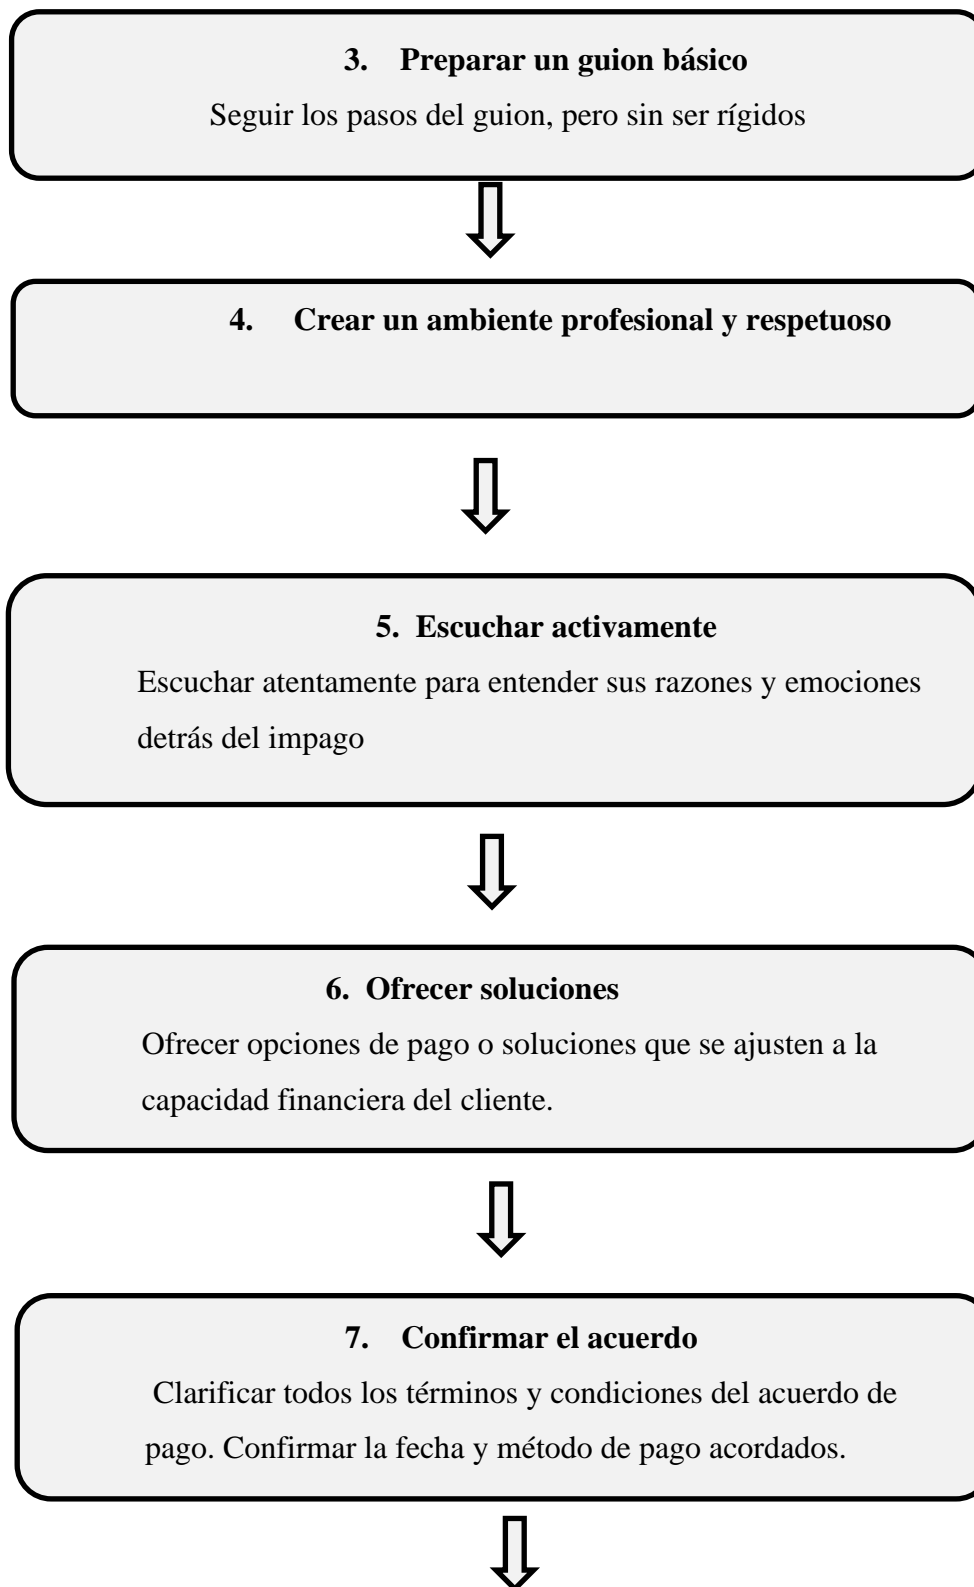 3. Preparar un guion básico
Seguir los pasos del guion, pero sin ser rígidos
4. Crear un ambiente profesional y respetuoso
5. Escuchar activamente
Escuchar atentamente para entender sus razones y emociones
detrás del impago
6. Ofrecer soluciones
Ofrecer opciones de pago o soluciones que se ajusten a la
capacidad financiera del cliente.
7. Confirmar el acuerdo
Clarificar todos los términos y condiciones del acuerdo de
pago. Confirmar la fecha y método de pago acordados.